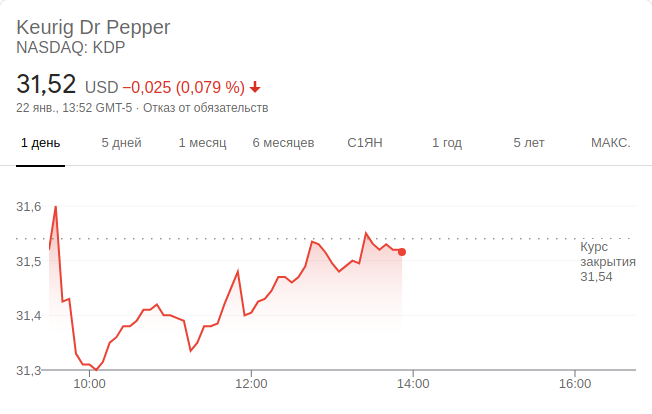 Keurig Dr Pepper
NASDAQ: KDP
31,52 USD −0,025 (0,079 %)
22 янв., 13:52 GMT-5 · Отказ от обязательств
1 день 5 дней 1 месяц 6 месяцев С1ЯН 1 год 5 лет МАКС.
31,6
Курс
закрытия
31,54
31,5
31,4
31,3
10:00 12:00 14:00 16:00